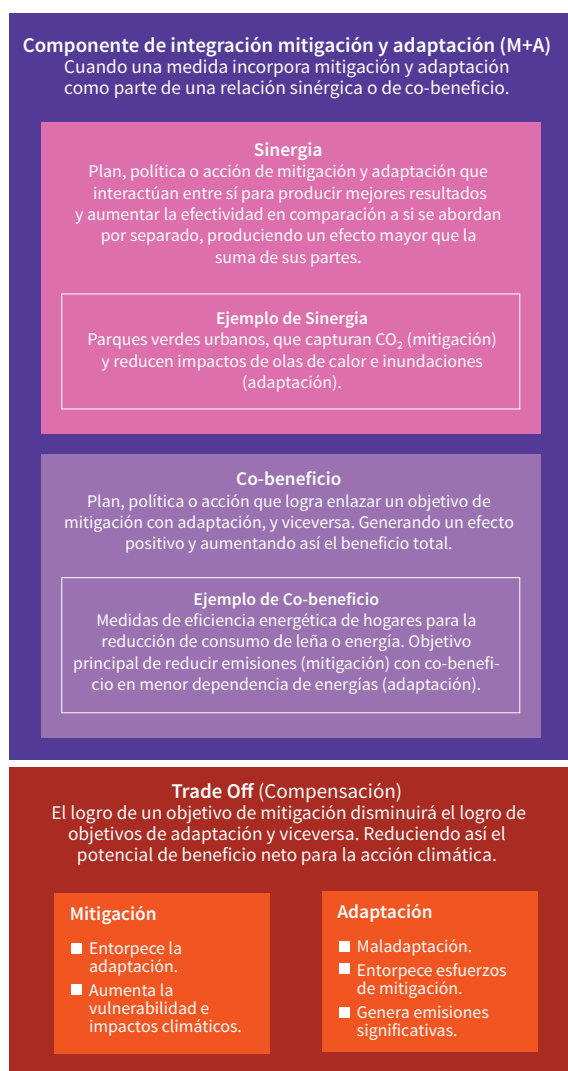 Componente de integración mitigación y adaptación (M+A)
Cuando una medida incorpora mitigación y adaptación
como parte de una relación sinérgica o de co-beneficio.
Sinergia
Plan, política o acción de mitigación y adaptación que
interactúan entre sí para producir mejores resultados
y aumentar la efectividad en comparación a si se abordan
por separado, produciendo un efecto mayor que la
suma de sus partes.
Ejemplo de Sinergia
Parques verdes urbanos, que capturan CO₂ (mitigación)
y reducen impactos de olas de calor e inundaciones
(adaptación).
Co-beneficio
Plan, política o acción que logra enlazar un objetivo de
mitigación con adaptación, y viceversa. Generando un efecto
positivo y aumentando así el beneficio total.
Ejemplo de Co-beneficio
Medidas de eficiencia energética de hogares para la
reducción de consumo de leña o energía. Objetivo
principal de reducir emisiones (mitigación) con co-benefi-
cio en menor dependencia de energías (adaptación).
Trade Off (Compensación)
El logro de un objetivo de mitigación disminuirá el logro de
objetivos de adaptación y viceversa. Reduciendo así el
potencial de beneficio neto para la acción climática.
Mitigación
Entorpece la
adaptación.
Aumenta la
vulnerabilidad e
impactos climáticos.
Adaptación
Maladaptación.
Entorpece esfuerzos
de mitigación.
Genera emisiones
significativas.